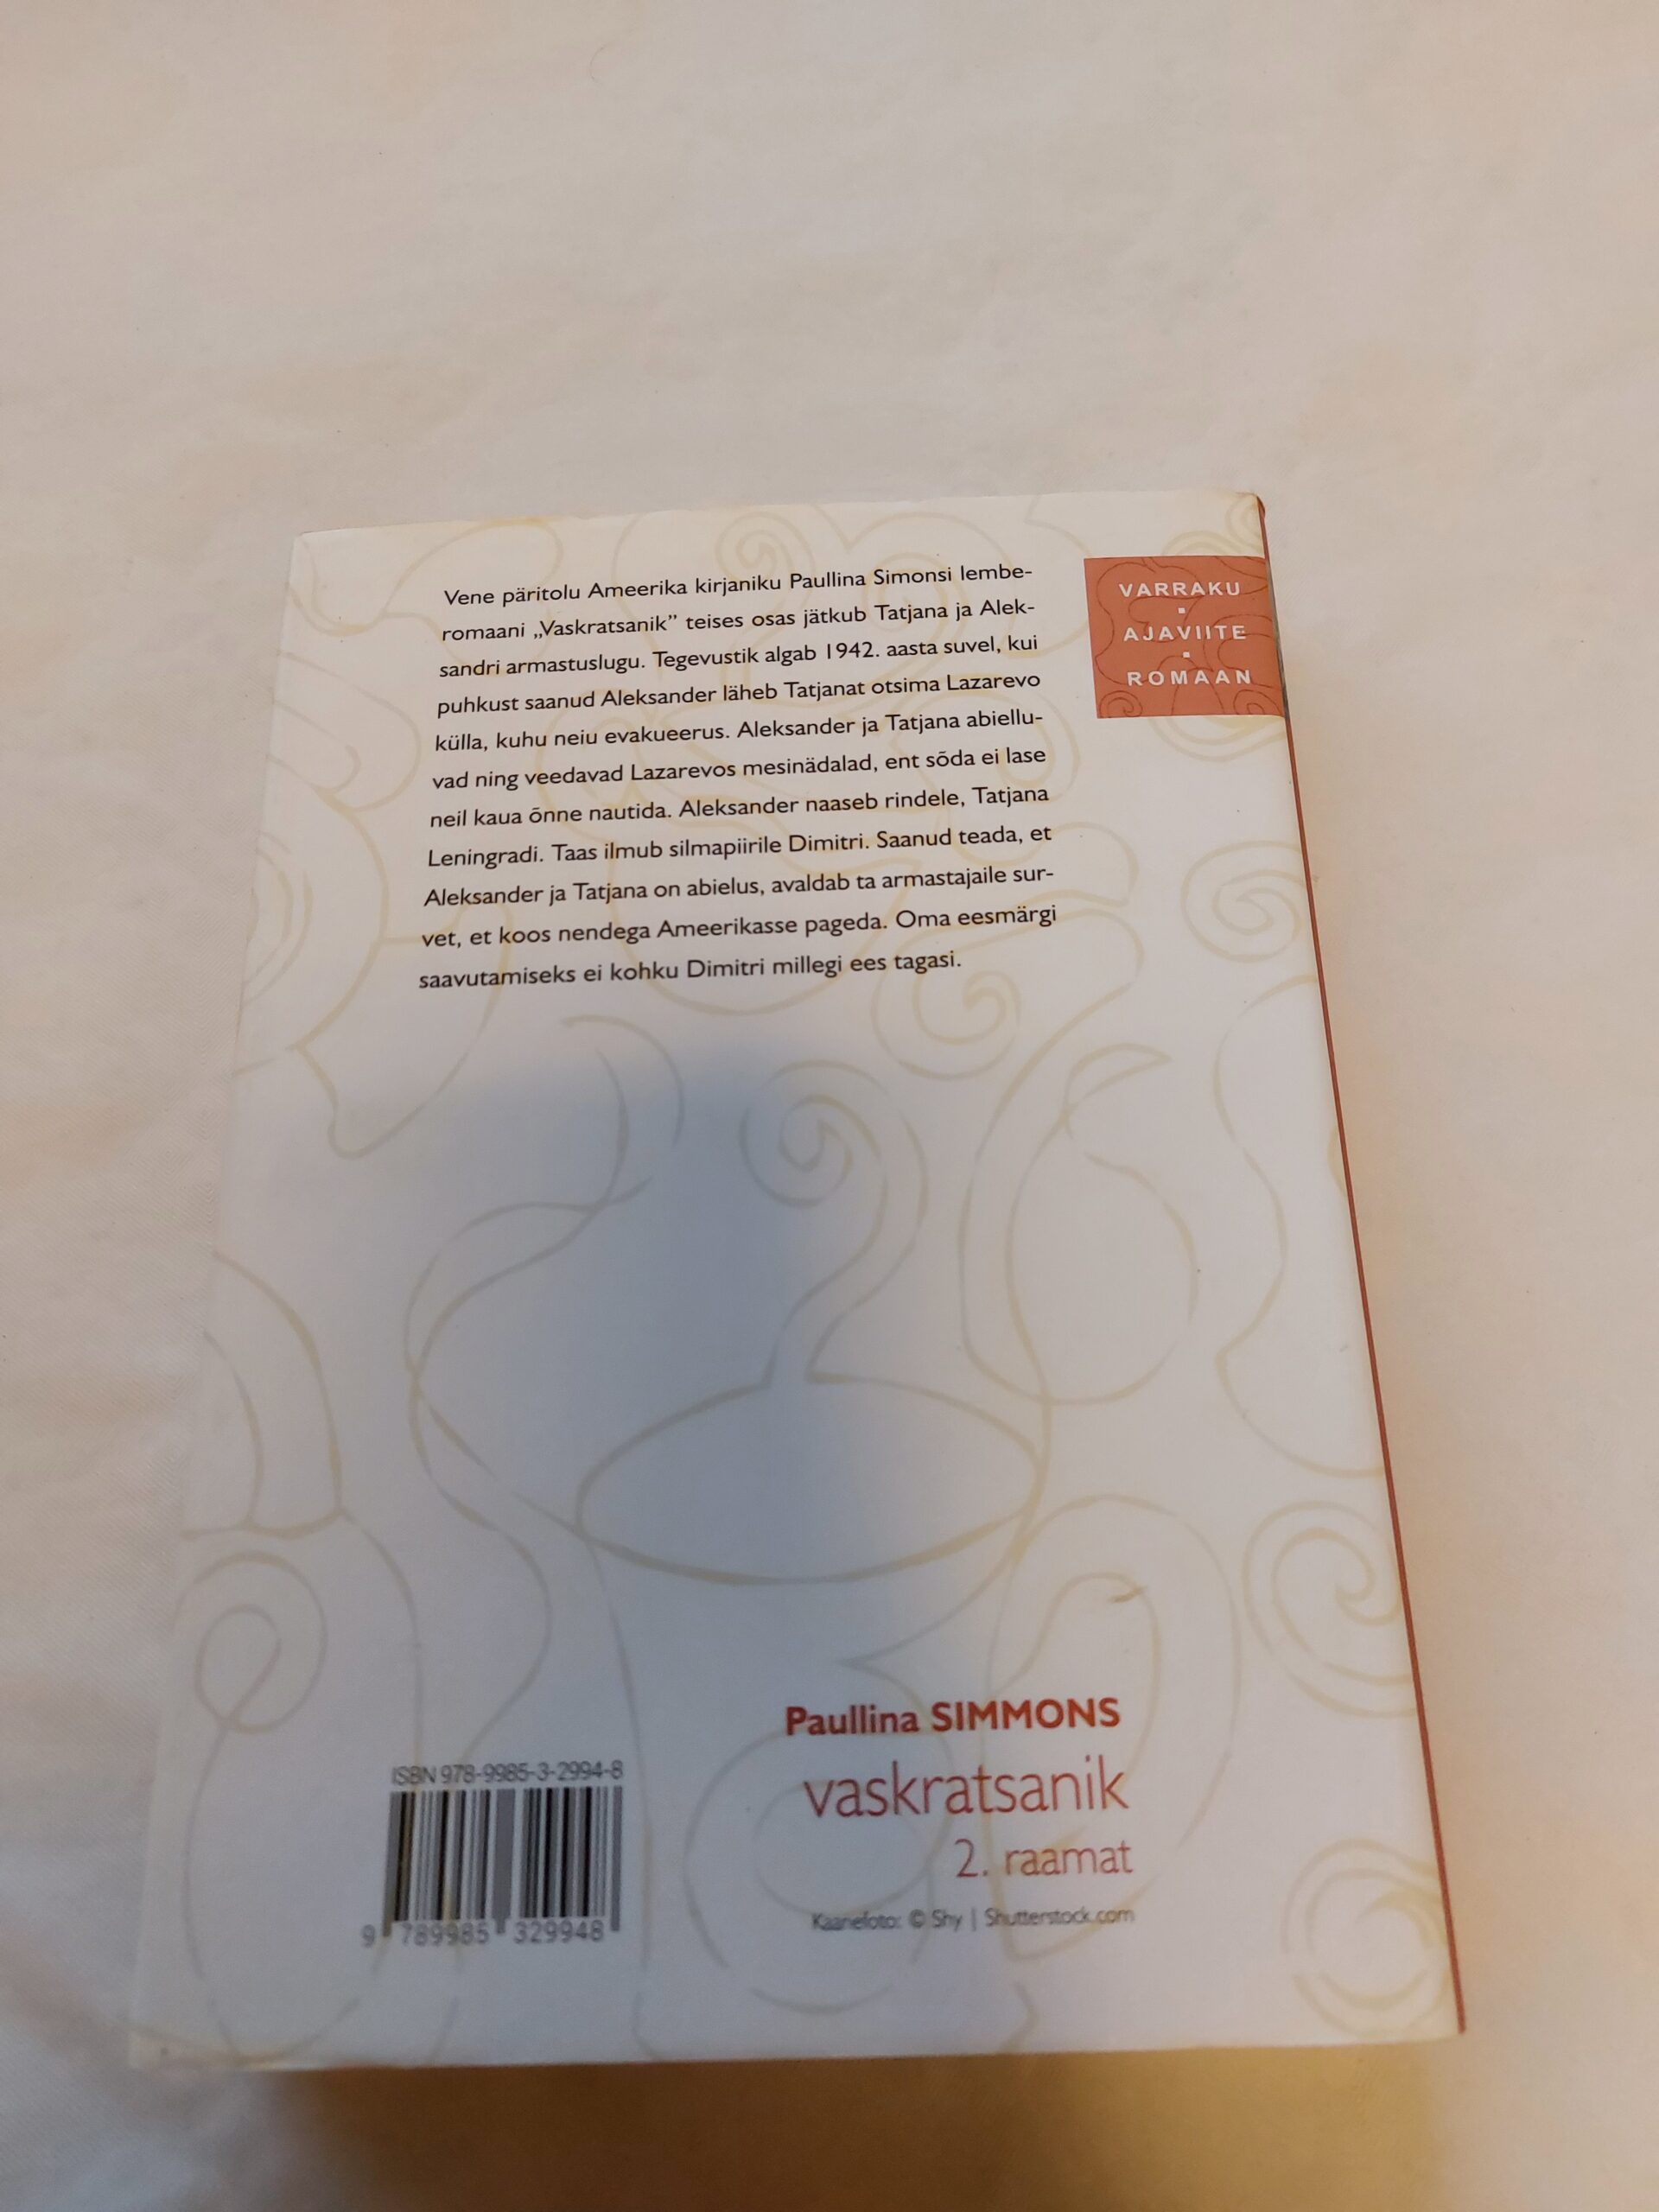 Vene päritolu Ameerika kirjaniku Paullina Simonsi lembe-
romaani „Vaskratsanik” teises osas jätkub Tatjana ja Alek-
sandri armastuslugu. Tegevustik algab 1942. aasta suvel, kui
puhkust saanud Aleksander läheb Tatjanat otsima Lazarevo
külla, kuhu neiu evakueerus. Aleksander ja Tatjana abiellu-
vad ning veedavad Lazarevos mesinädalad, ent sõda ei lase
neil kaua õnne nautida. Aleksander naaseb rindele, Tatjana
Leningradi. Taas ilmub silmapiirile Dimitri. Saanud teada, et
Aleksander ja Tatjana on abielus, avaldab ta armastajaile sur-
vet, et koos nendega Ameerikasse pageda. Oma eesmärgi
saavutamiseks ei kohku Dimitri millegi ees tagasi.
VARRAKU
AJAVIITE
ROMAAN
Paullina SIMMONS
vaskratsanik
2. raamat
Kaanefoto: © Shy | Shutterstock.com
ISBN 978-9985-3-2994-8
9 789985 329948